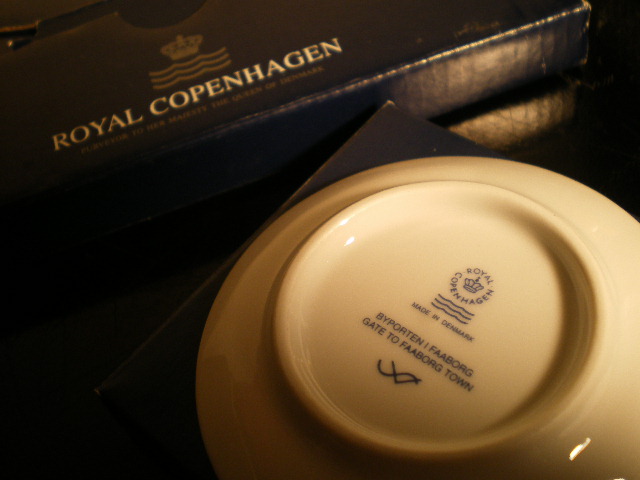 ROYAL COPENHAGEN
PURVEYOR TO HER MAJESTY THE QUEEN OF DENMARK
ROYAL
COPENHAGEN
MADE IN DENMARK
BYPORTEN I FAABORG
GATE TO FAABORG TOWN